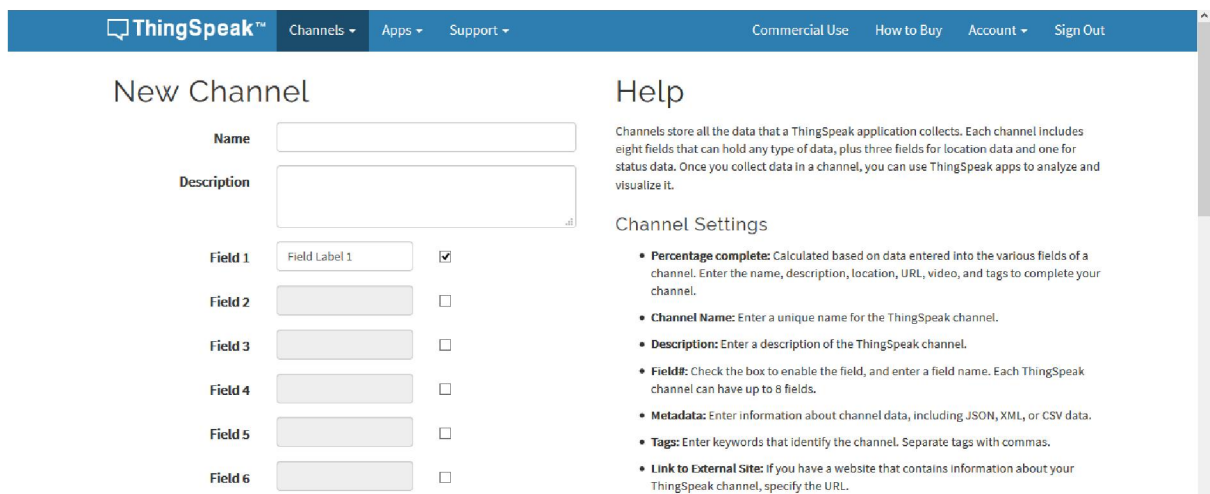 ThingSpeak™ Channels Apps Support Commercial Use How to Buy Account Sign Out
New Channel
Name
Description
Field 1 Field Label 1
Field 2
Field 3
Field 4
Field 5
Field 6
Help
Channels store all the data that a ThingSpeak application collects. Each channel includes
eight fields that can hold any type of data, plus three fields for location data and one for
status data. Once you collect data in a channel, you can use ThingSpeak apps to analyze and
visualize it.
Channel Settings
• Percentage complete: Calculated based on data entered into the various fields of a
channel. Enter the name, description, location, URL, video, and tags to complete your
channel.
• Channel Name: Enter a unique name for the ThingSpeak channel.
• Description: Enter a description of the ThingSpeak channel.
• Field#: Check the box to enable the field, and enter a field name. Each ThingSpeak
channel can have up to 8 fields.
• Metadata: Enter information about channel data, including JSON, XML, or CSV data.
• Tags: Enter keywords that identify the channel. Separate tags with commas.
• Link to External Site: If you have a website that contains information about your
ThingSpeak channel, specify the URL.